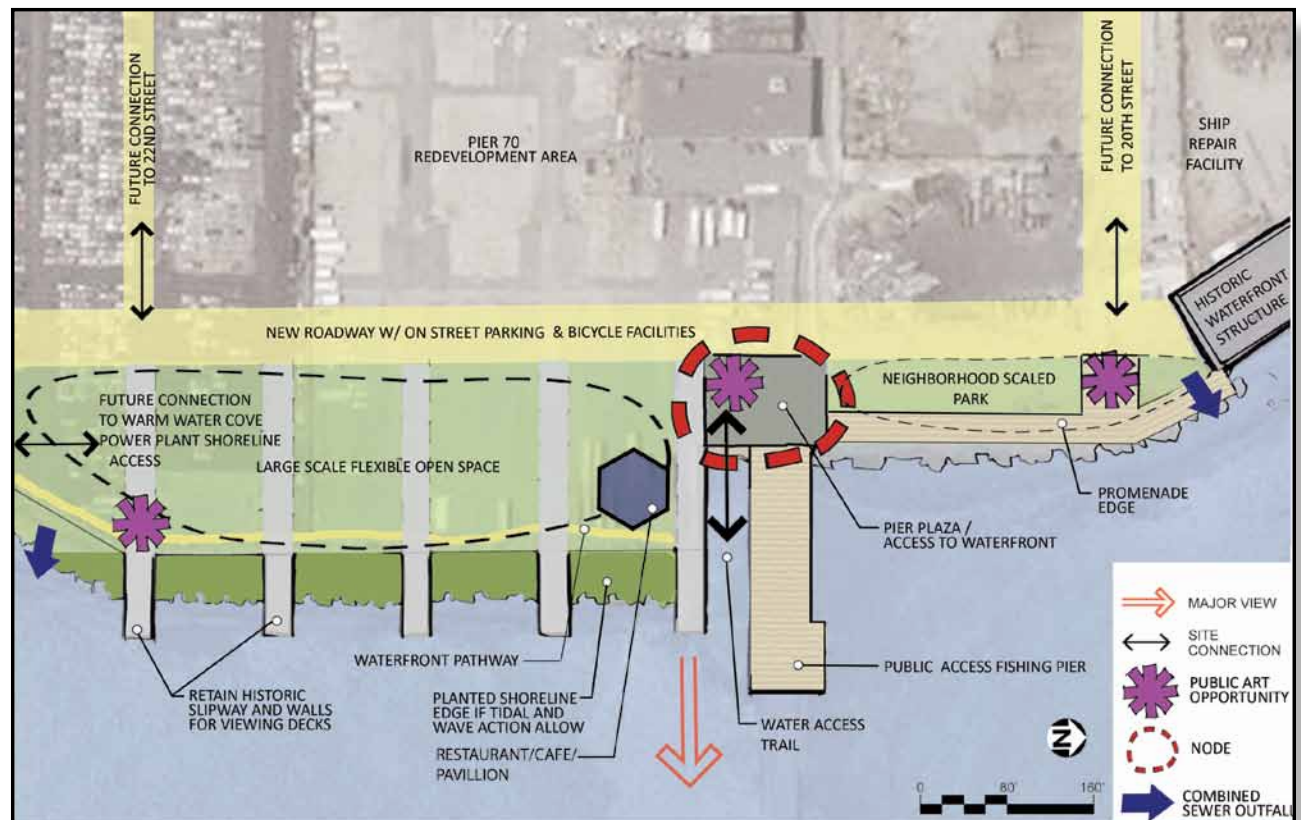 FUTURE CONNECTION
TO 22ND STREET
PIER 70
REDEVELOPMENT AREA
FUTURE CONNECTION
TO 20TH STREET
SHIP
REPAIR
FACILITY
HISTORIC
WATERFRONT
STRUCTURE
NEW ROADWAY W/ ON STREET PARKING & BICYCLE FACILITIES
NEIGHBORHOOD SCALED
PARK
FUTURE CONNECTION
TO WARM WATER COVE
POWER PLANT SHORELINE
ACCESS
LARGE SCALE FLEXIBLE OPEN SPACE
PROMENADE
EDGE
PIER PLAZA /
ACCESS TO WATERFRONT
WATERFRONT PATHWAY
PUBLIC ACCESS FISHING PIER
RETAIN HISTORIC
SLIPWAY AND WALLS
FOR VIEWING DECKS
PLANTED SHORELINE
EDGE IF TIDAL AND
WAVE ACTION ALLOW
RESTAURANT/CAFE/
PAVILLION
WATER ACCESS
TRAIL
N
0 80' 160'
MAJOR VIEW
SITE
CONNECTION
PUBLIC ART
OPPORTUNITY
NODE
COMBINED
SEWER OUTFALL